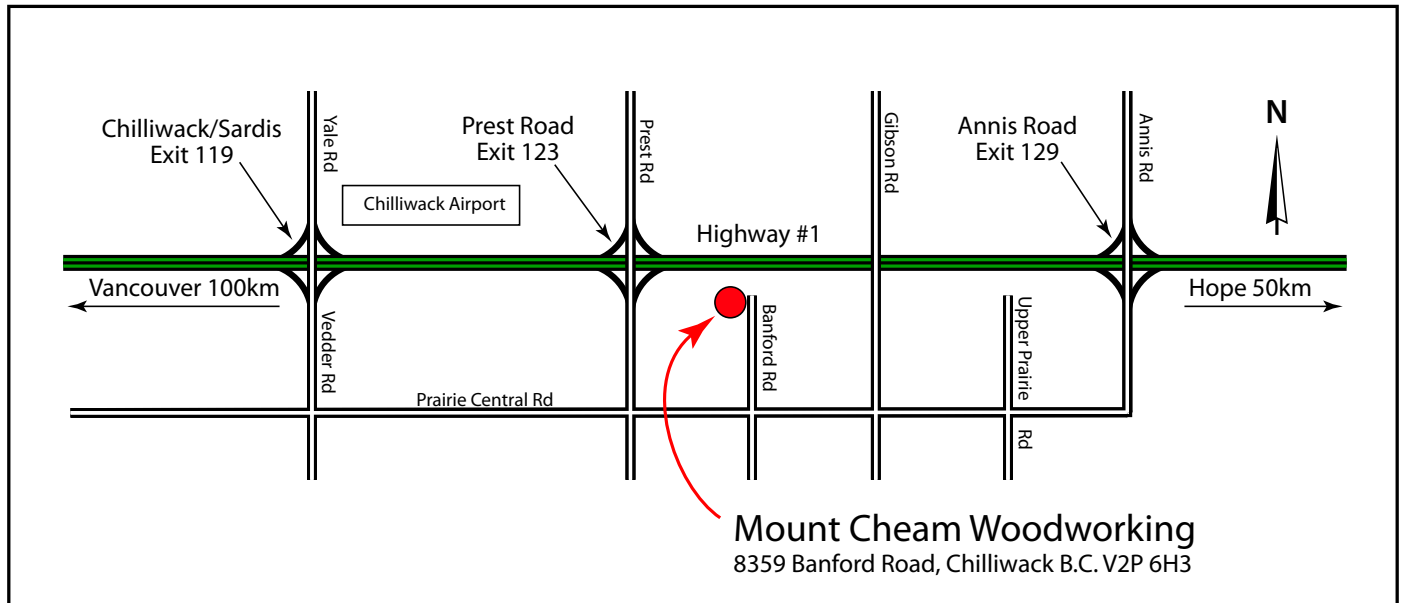 Chilliwack/Sardis
Exit 119
Yale Rd
Chilliwack Airport
Prest Road
Exit 123
Prest Rd
Highway #1
Gibson Rd
Annis Road
Exit 129
Annis Rd
N
Vancouver 100km
Hope 50km
Vedder Rd
Banford Rd
Upper Prairie
Rd
Prairie Central Rd
Mount Cheam Woodworking
8359 Banford Road, Chilliwack B.C. V2P 6H3